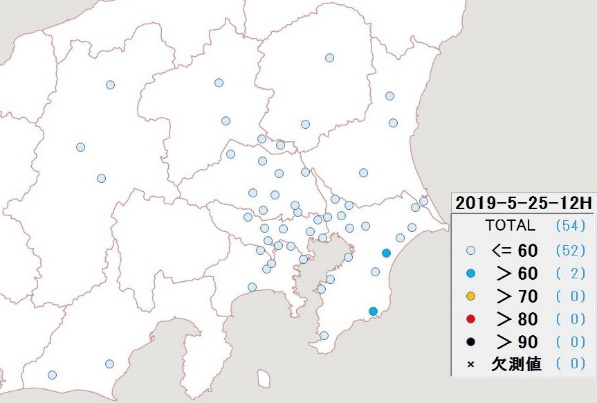 2019-5-25-12H
TOTAL (54)
<= 60 (52)
> 60 ( 2)
> 70 ( 0)
> 80 ( 0)
> 90 ( 0)
× 欠測値 ( 0)